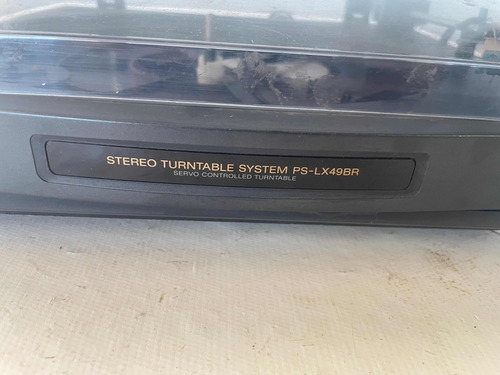 STEREO TURNTABLE SYSTEM PS-LX49BR
SERVO CONTROLLED TURNTABLE